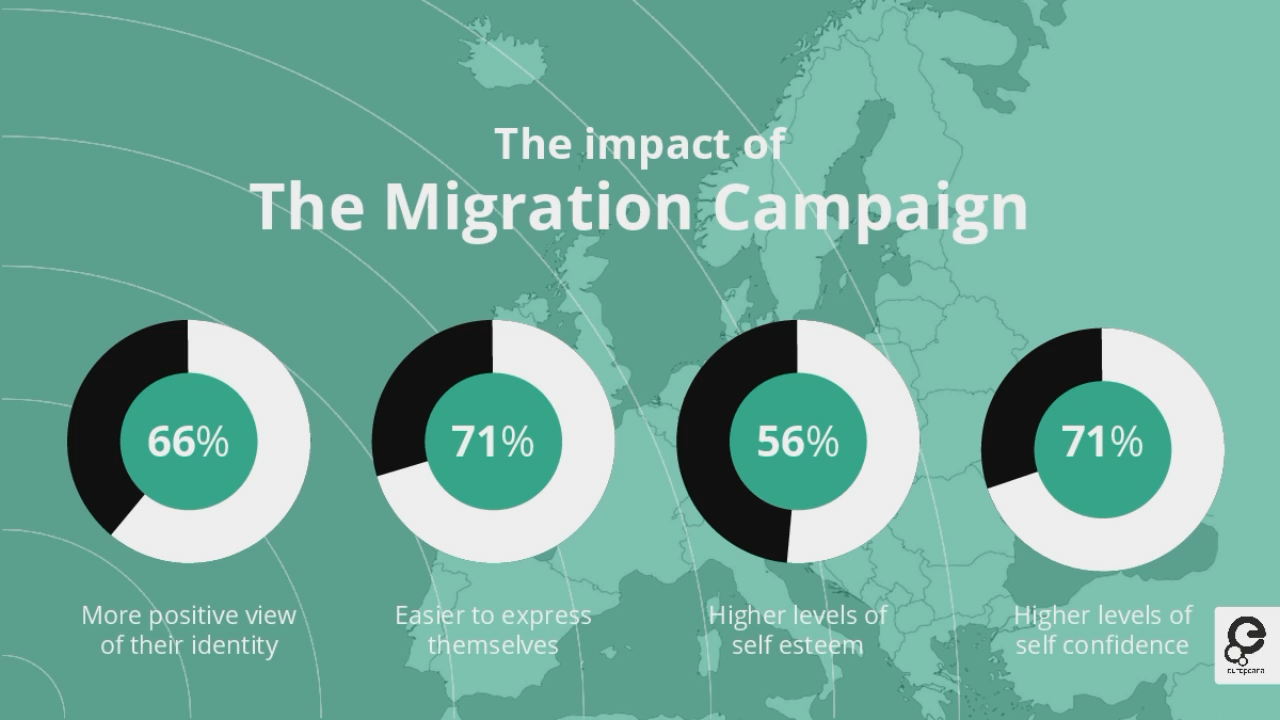 The impact of
The Migration Campaign
66%
71%
56%
71%
More positive view
of their identity
Easier to express
themselves
Higher levels of
self esteem
Higher levels of
self confidence
europeana